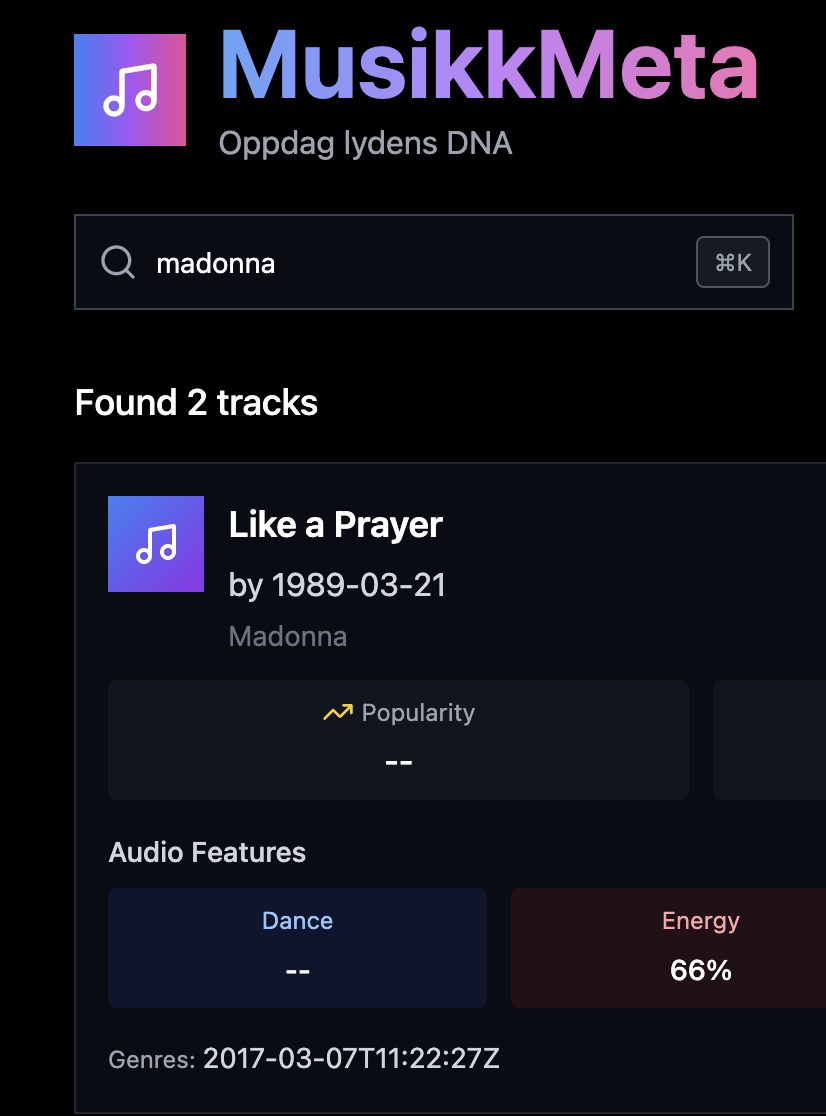 MusikkMeta
Oppdag lydens DNA
madonna ⌘K
Found 2 tracks
Like a Prayer
by 1989-03-21
Madonna
Popularity
--
Audio Features
Dance Energy
-- 66%
Genres: 2017-03-07T11:22:27Z